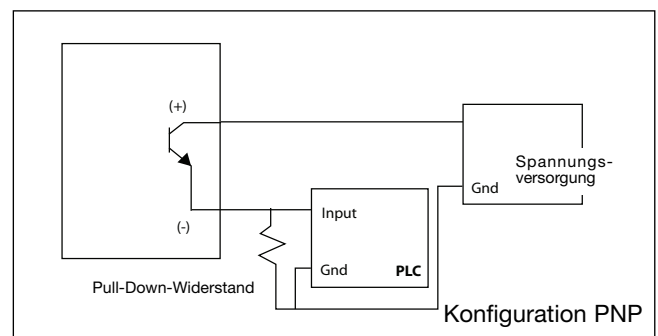 (+)
Spannungs-
versorgung
Gnd
Input
(-)
Gnd
PLC
Pull-Down-Widerstand
Konfiguration PNP